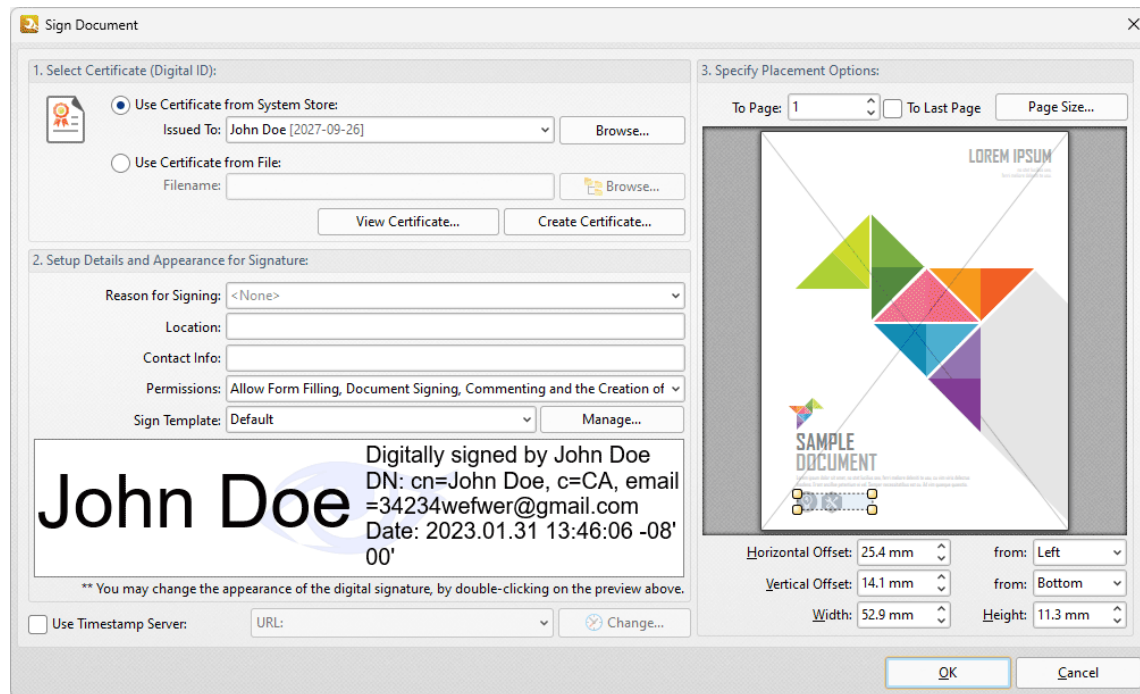 Sign Document
1. Select Certificate (Digital ID):
Use Certificate from System Store:
Issued To: John Doe [2027-09-26] Browse...
Use Certificate from File:
Filename: Browse...
View Certificate... Create Certificate...
2. Setup Details and Appearance for Signature:
Reason for Signing: <None>
Location:
Contact Info:
Permissions: Allow Form Filling, Document Signing, Commenting and the Creation of
Sign Template: Default Manage...
John Doe
Digitally signed by John Doe
DN: cn=John Doe, c=CA, email
=34234wefwer@gmail.com
Date: 2023.01.31 13:46:06 -08'
00'
** You may change the appearance of the digital signature, by double-clicking on the preview above.
Use Timestamp Server: URL: Change...
3. Specify Placement Options:
To Page: 1 To Last Page Page Size...
LOREM IPSUM
SAMPLE
DOCUMENT
Horizontal Offset: 25.4 mm from: Left
Vertical Offset: 14.1 mm from: Bottom
Width: 52.9 mm Height: 11.3 mm
OK Cancel